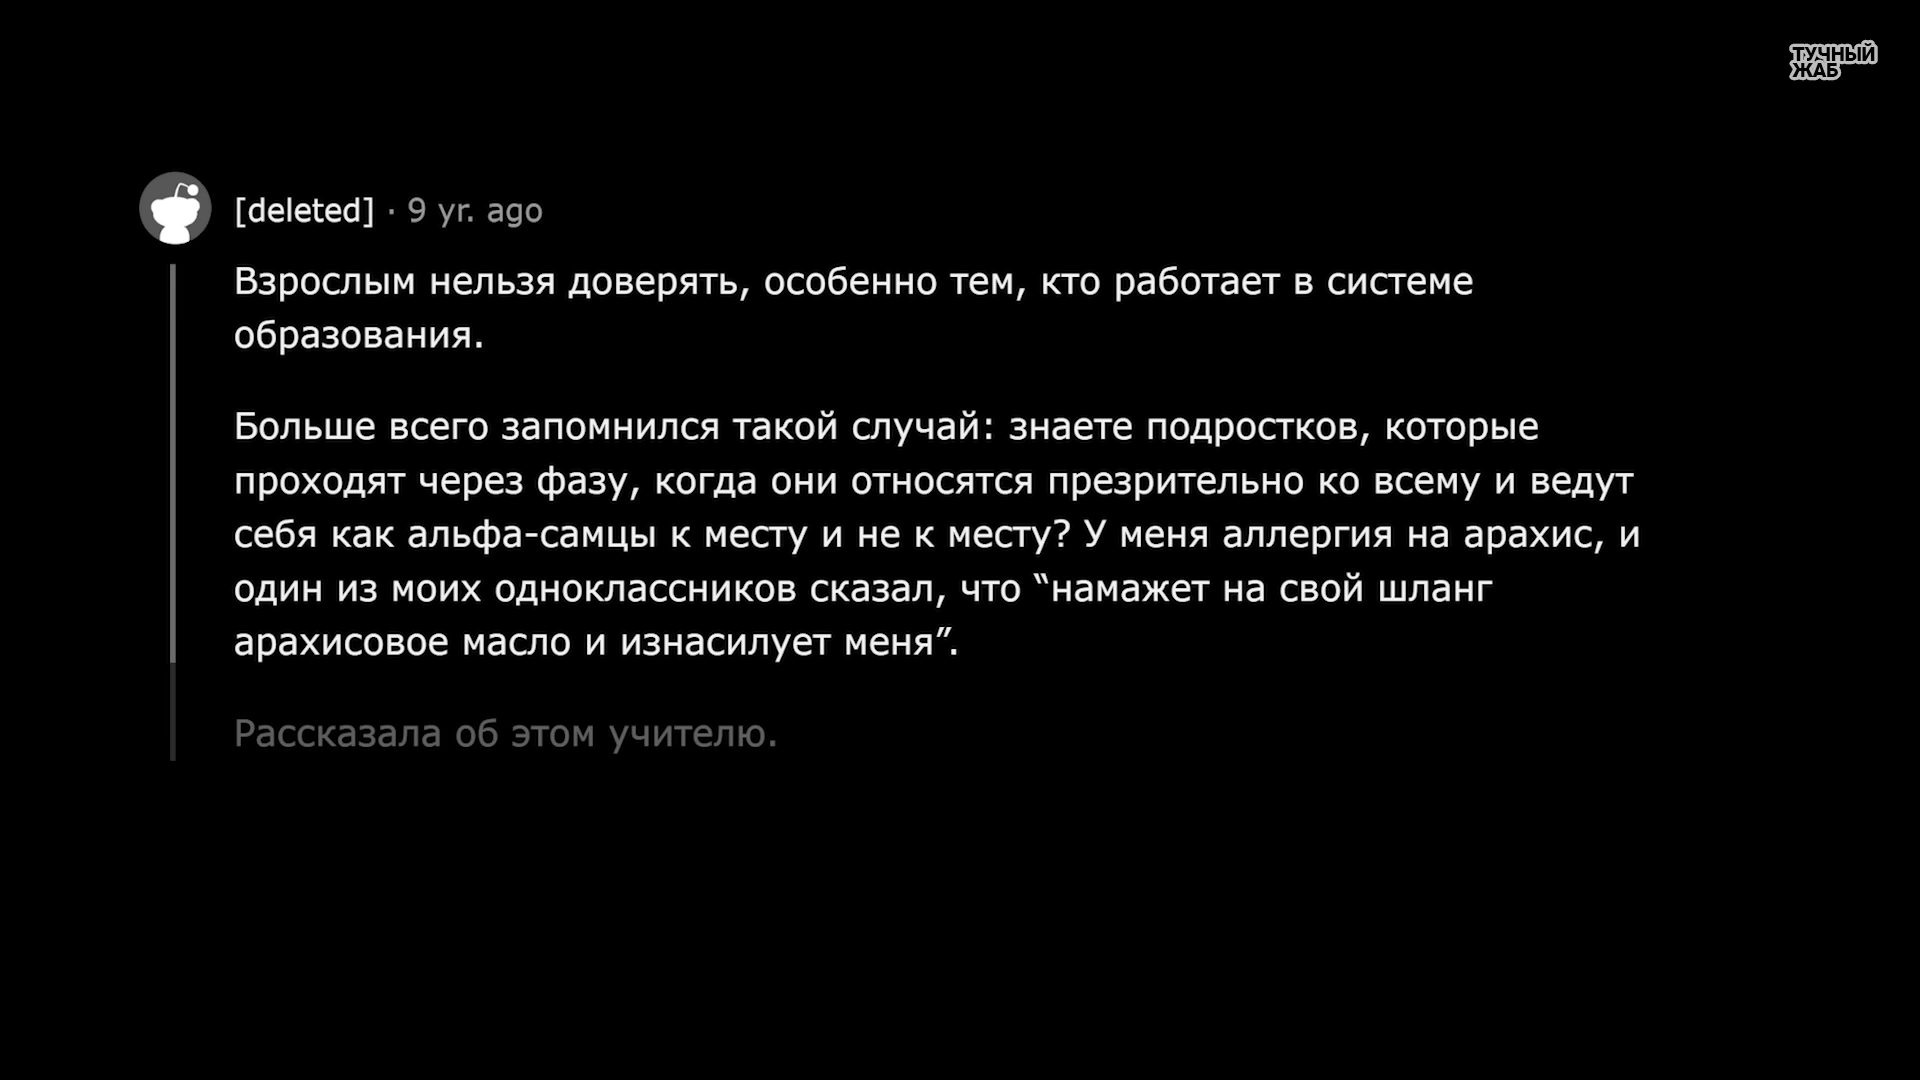 ТУЧНЫЙ
ЖАБ
[deleted] · 9 yr. ago
Взрослым нельзя доверять, особенно тем, кто работает в системе
образования.
Больше всего запомнился такой случай: знаете подростков, которые
проходят через фазу, когда они относятся презрительно ко всему и ведут
себя как альфа-самцы к месту и не к месту? У меня аллергия на арахис, и
один из моих одноклассников сказал, что “намажет на свой шланг
арахисовое масло и изнасилует меня”.
Рассказала об этом учителю.